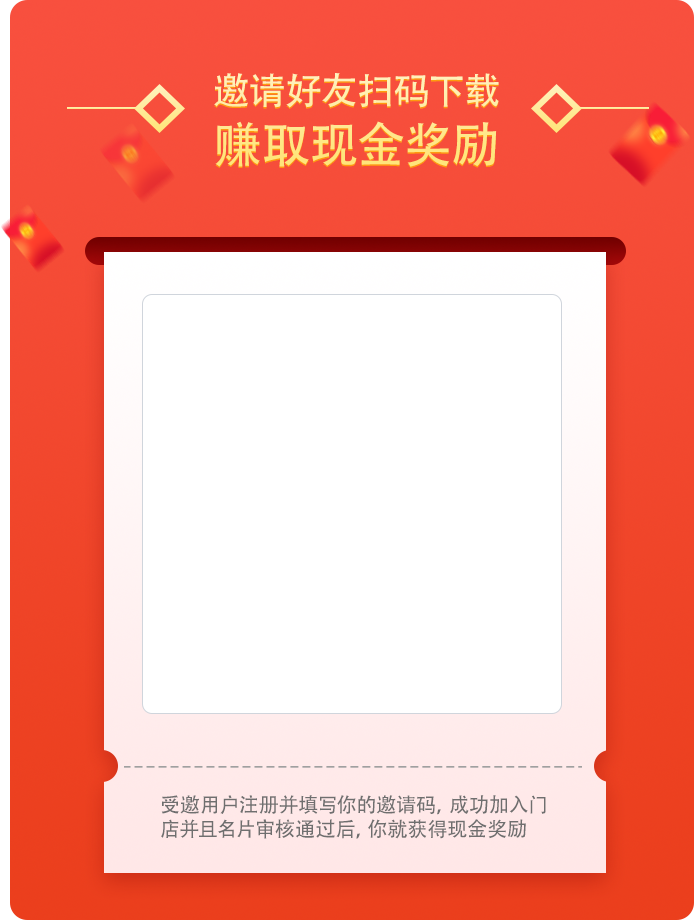 邀请好友扫码下载
赚取现金奖励
受邀用户注册并填写你的邀请码, 成功加入门
店并且名片审核通过后, 你就获得现金奖励